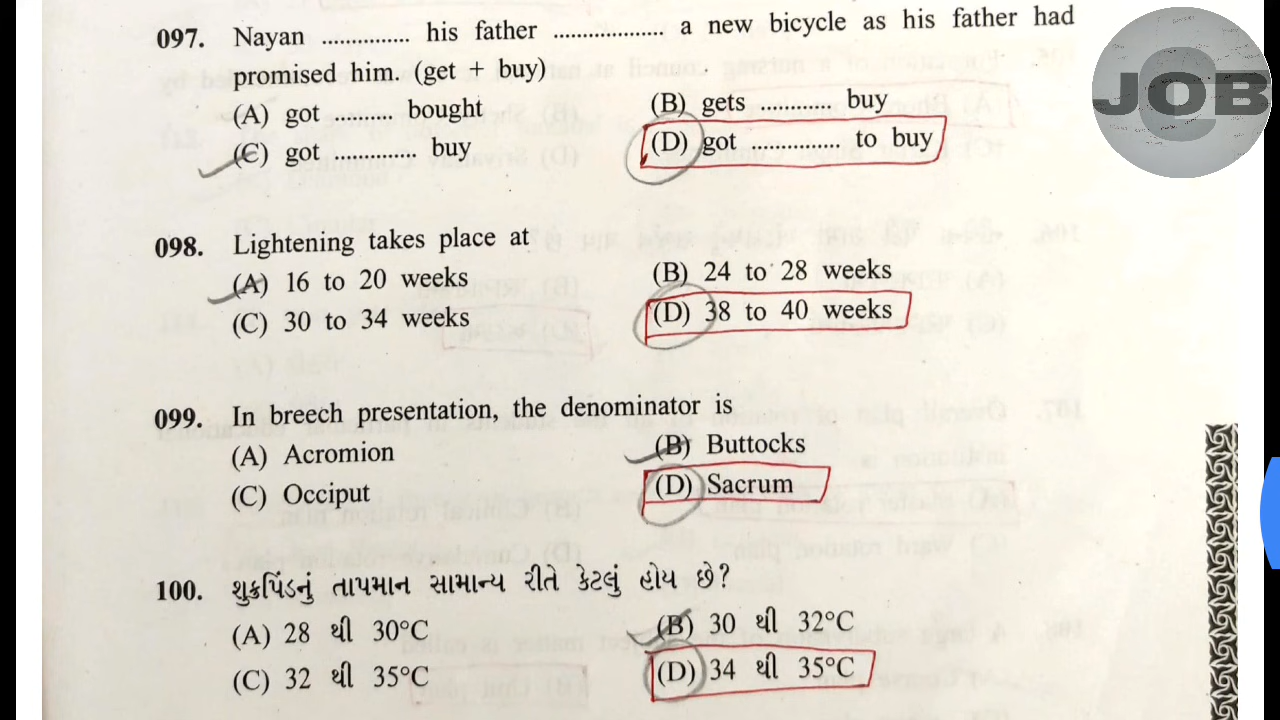 JOB
097. Nayan .............. his father ................... a new bicycle as his father had
promised him. (get + buy)
(A) got .......... bought (B) gets ............ buy
(C) got .............. buy (D) got ............... to buy
098. Lightening takes place at
(A) 16 to 20 weeks (B) 24 to 28 weeks
(C) 30 to 34 weeks (D) 38 to 40 weeks
099. In breech presentation, the denominator is
(A) Acromion (B) Buttocks
(C) Occiput (D) Sacrum
100. શુક્રપિંડનું તાપમાન સામાન્ય રીતે કેટલું હોય છે?
(A) 28 થી 30°C (B) 30 થી 32°C
(C) 32 થી 35°C (D) 34 થી 35°C